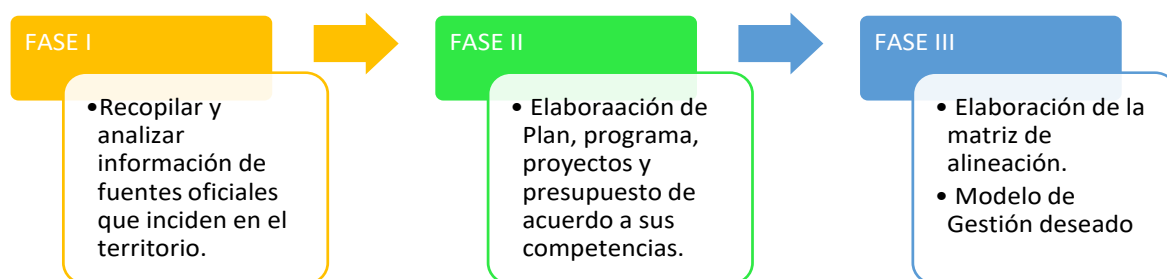 FASE I
•Recopilar y
analizar
información de
fuentes oficiales
que inciden en el
territorio.
FASE II
• Elaboraación de
Plan, programa,
proyectos y
presupuesto de
acuerdo a sus
competencias.
FASE III
• Elaboración de la
matriz de
alineación.
• Modelo de
Gestión deseado